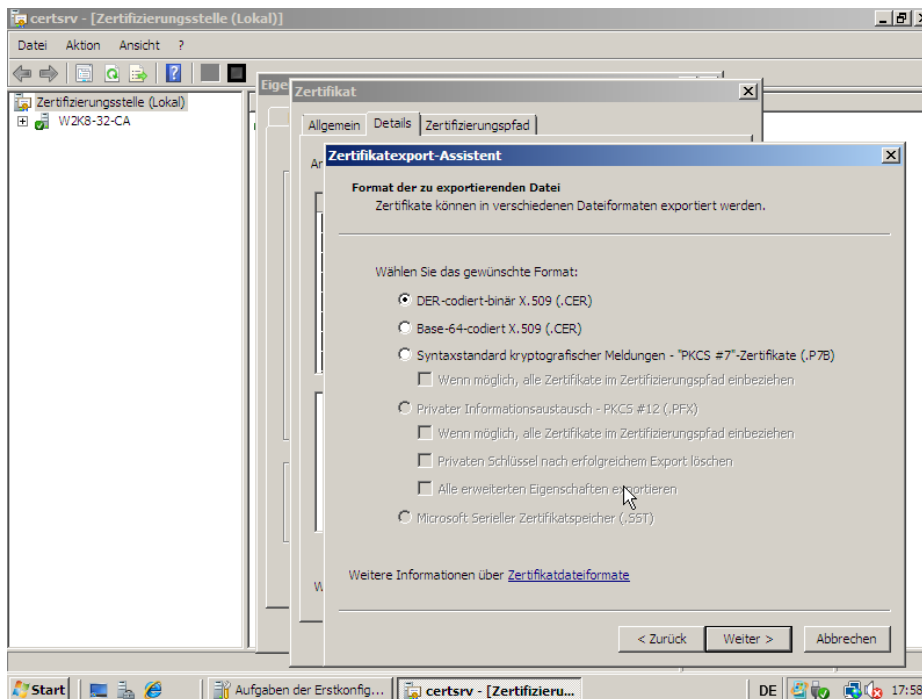 certsrv - [Zertifizierungsstelle (Lokal)]
Datei Aktion Ansicht ?
Zertifizierungsstelle (Lokal)
W2K8-32-CA
Eige
Zertifikat
Allgemein Details Zertifizierungspfad
Ar
Zertifikatexport-Assistent
Format der zu exportierenden Datei
Zertifikate können in verschiedenen Dateiformaten exportiert werden.
Wählen Sie das gewünschte Format:
DER-codiert-binär X.509 (.CER)
Base-64-codiert X.509 (.CER)
Syntaxstandard kryptografischer Meldungen - "PKCS #7"-Zertifikate (.P7B)
Wenn möglich, alle Zertifikate im Zertifizierungspfad einbeziehen
Privater Informationsaustausch - PKCS #12 (.PFX)
Wenn möglich, alle Zertifikate im Zertifizierungspfad einbeziehen
Privaten Schlüssel nach erfolgreichem Export löschen
Alle erweiterten Eigenschaften exportieren
Microsoft Serieller Zertifikatspeicher (.SST)
Weitere Informationen über Zertifikatdateiformate
W
< Zurück Weiter > Abbrechen
Start Aufgaben der Erstkonfig... certsrv - [Zertifizieru... DE 17:53